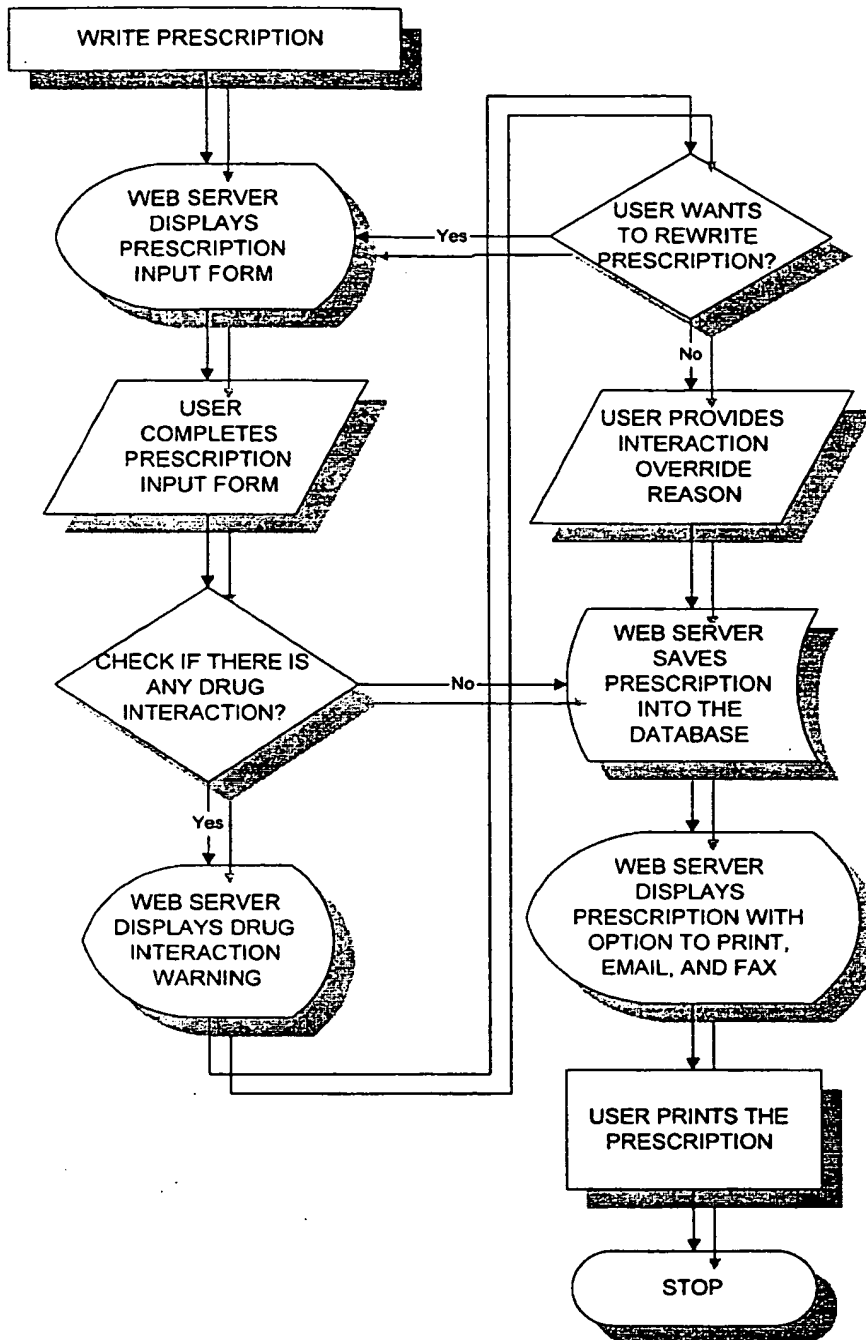 WRITE PRESCRIPTION
WEB SERVER
DISPLAYS
PRESCRIPTION
INPUT FORM
USER
COMPLETES
PRESCRIPTION
INPUT FORM
CHECK IF THERE IS
ANY DRUG
INTERACTION?
No
Yes
WEB SERVER
DISPLAYS DRUG
INTERACTION
WARNING
USER WANTS
TO REWRITE
PRESCRIPTION?
Yes
No
USER PROVIDES
INTERACTION
OVERRIDE
REASON
WEB SERVER
SAVES
PRESCRIPTION
INTO THE
DATABASE
WEB SERVER
DISPLAYS
PRESCRIPTION WITH
OPTION TO PRINT,
EMAIL, AND FAX
USER PRINTS THE
PRESCRIPTION
STOP